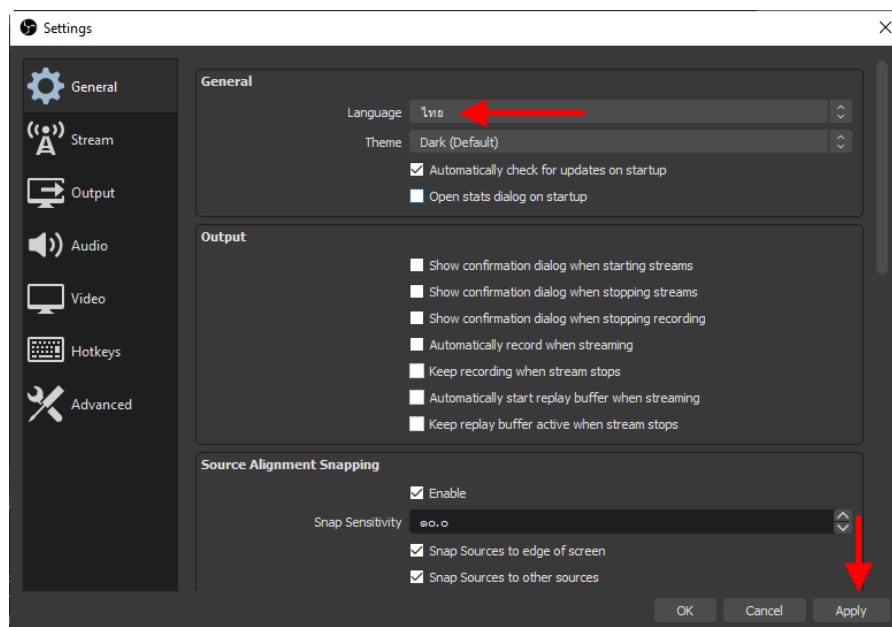 Settings
General
Stream
Output
Audio
Video
Hotkeys
Advanced
General
Language ไทย
Theme Dark (Default)
Automatically check for updates on startup
Open stats dialog on startup
Output
Show confirmation dialog when starting streams
Show confirmation dialog when stopping streams
Show confirmation dialog when stopping recording
Automatically record when streaming
Keep recording when stream stops
Automatically start replay buffer when streaming
Keep replay buffer active when stream stops
Source Alignment Snapping
Enable
Snap Sensitivity ๑๐.๐
Snap Sources to edge of screen
Snap Sources to other sources
OK Cancel Apply